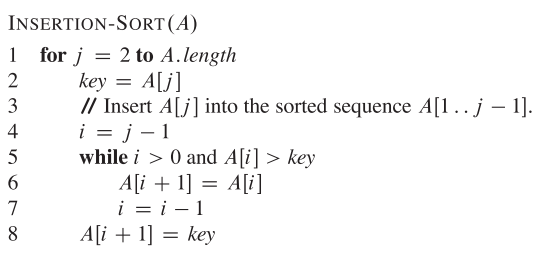 INSERTION-SORT(A)
1 for j = 2 to A.length
2 key = A[j]
3 // Insert A[j] into the sorted sequence A[1 . . j − 1].
4 i = j − 1
5 while i > 0 and A[i] > key
6 A[i + 1] = A[i]
7 i = i − 1
8 A[i + 1] = key